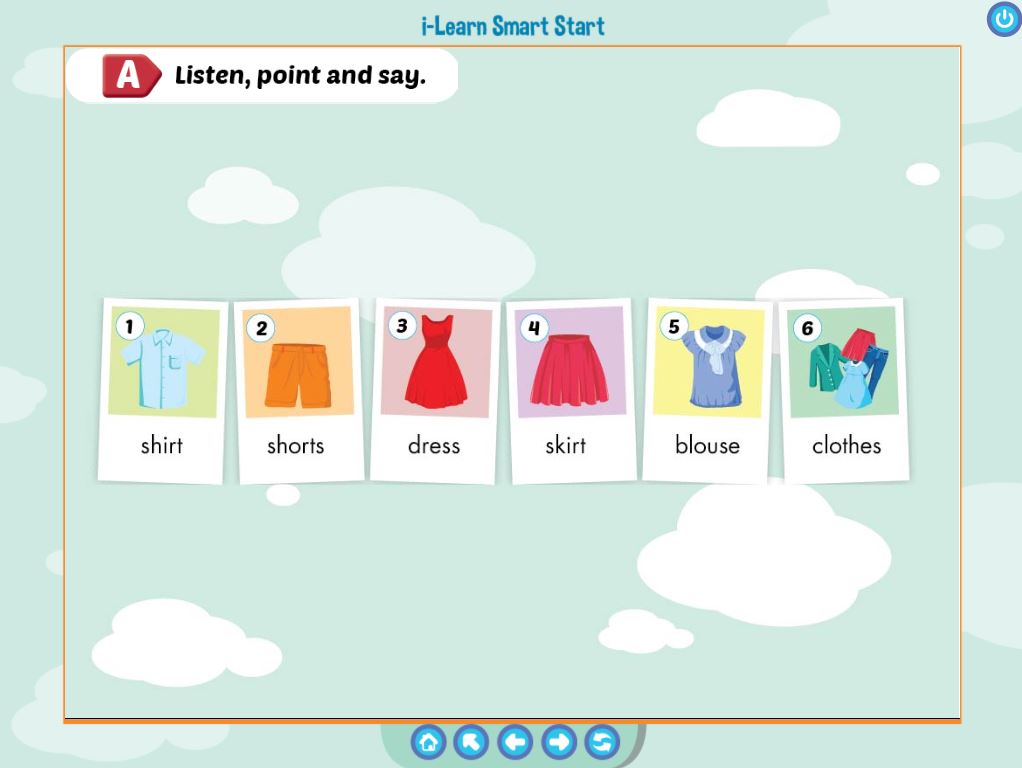 i-Learn Smart Start
A Listen, point and say.
1 2 3 4 5 6
shirt shorts dress skirt blouse clothes